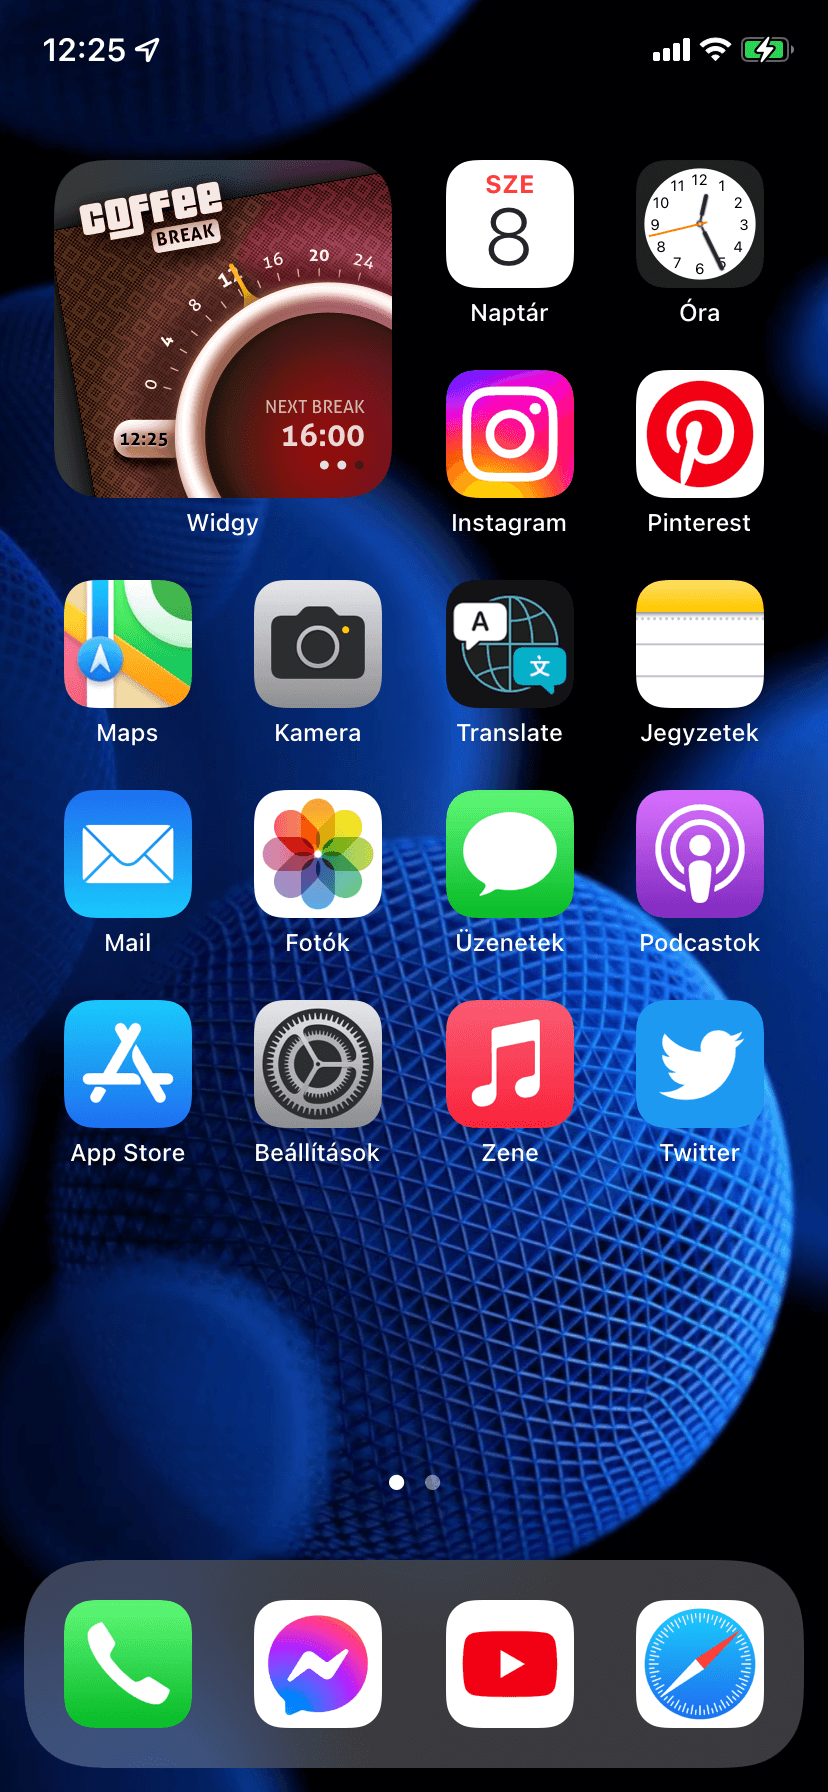 12:25
COFFEE
BREAK
0 4 8 12 16 20 24
12:25
NEXT BREAK
16:00
Widgy
SZE
8
Naptár
12 1 2 3 4 5 6 7 8 9 10 11
Óra
Instagram
Pinterest
Maps
Kamera
A
文
Translate
Jegyzetek
Mail
Fotók
Üzenetek
Podcastok
App Store
Beállítások
Zene
Twitter